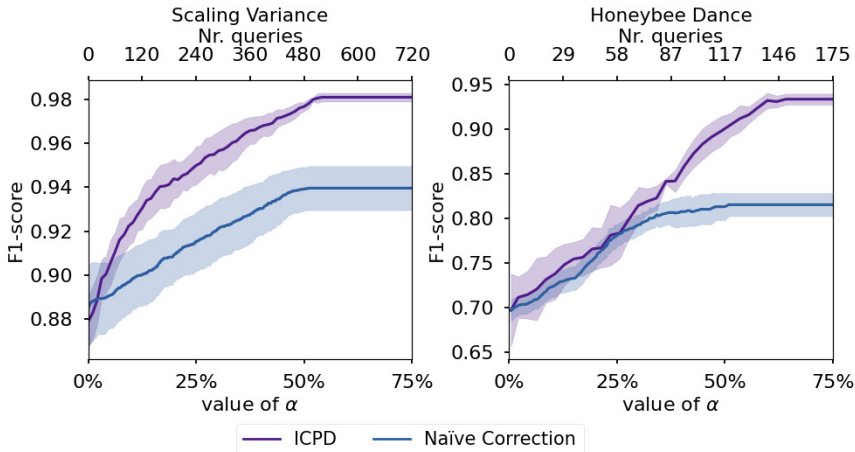 Scaling Variance
Nr. queries
0 120 240 360 480 600 720
0.98
0.96
0.94
0.92
0.90
0.88
F1-score
0% 25% 50% 75%
value of α
Honeybee Dance
Nr. queries
0 29 58 87 117 146 175
0.95
0.90
0.85
0.80
0.75
0.70
0.65
F1-score
0% 25% 50% 75%
value of α
ICPD Naïve Correction